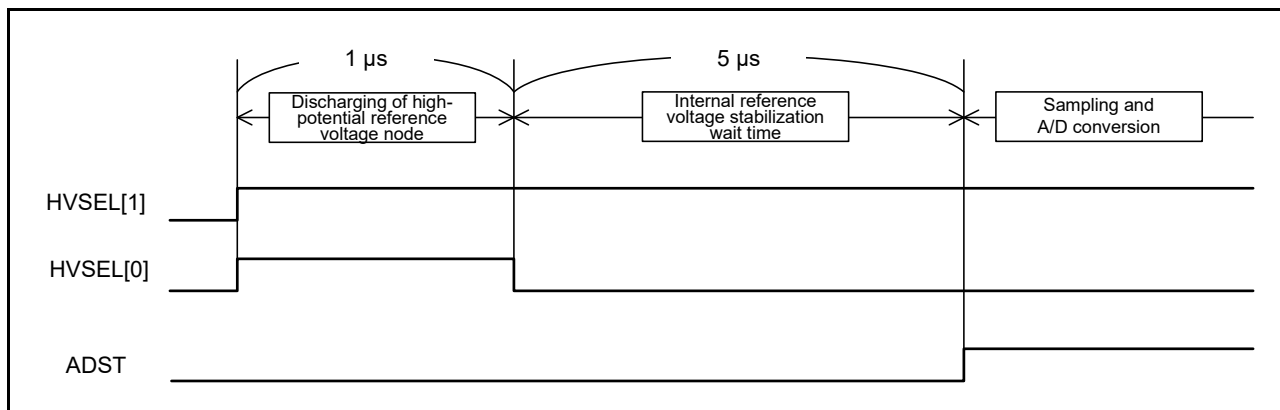 1 µs
5 µs
Discharging of high-
potential reference
voltage node
Internal reference
voltage stabilization
wait time
Sampling and
A/D conversion
HVSEL[1]
HVSEL[0]
ADST